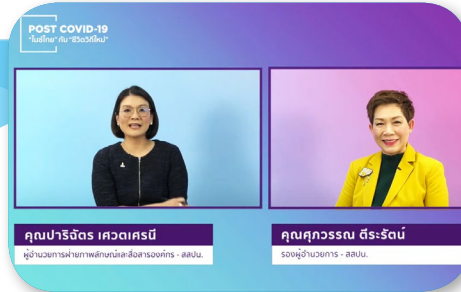 POST COVID-19
"ไมซ์ไทย" กับ "ชีวิตวิถีใหม่"
คุณปาริฉัตร เศวตเศรนี
ผู้อำนวยการฝ่ายภาพลักษณ์และสื่อสารองค์กร - สสปน.
คุณศุภวรรณ ตีระรัตน์
รองผู้อำนวยการ - สสปน.